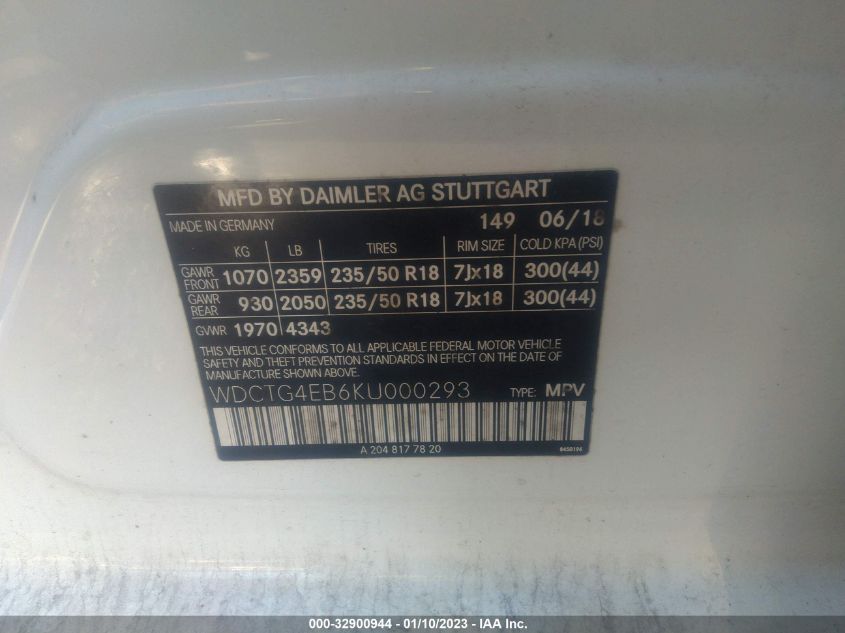 MFD BY DAIMLER AG STUTTGART
MADE IN GERMANY 149 06/18
KG LB TIRES RIM SIZE COLD KPA (PSI)
GAWR FRONT 1070 2359 235/50 R18 7Jx18 300(44)
GAWR REAR 930 2050 235/50 R18 7Jx18 300(44)
GVWR 1970 4343
THIS VEHICLE CONFORMS TO ALL APPLICABLE FEDERAL MOTOR VEHICLE
SAFETY AND THEFT PREVENTION STANDARDS IN EFFECT ON THE DATE OF
MANUFACTURE SHOWN ABOVE.
WDCTG4EB6KU000293 TYPE: MPV
A 204 817 78 20 8458194
000-32900944 - 01/10/2023 - IAA Inc.